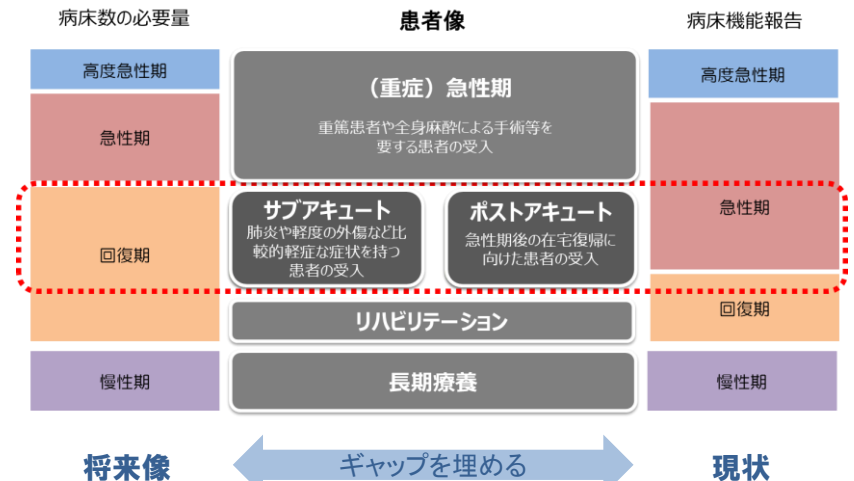 病床数の必要量
患者像
病床機能報告
高度急性期
急性期
回復期
慢性期
（重症）急性期
重篤患者や全身麻酔による手術等を
要する患者の受入
サブアキュート
肺炎や軽度の外傷など比
較的軽症な症状を持つ
患者の受入
ポストアキュート
急性期後の在宅復帰に
向けた患者の受入
リハビリテーション
長期療養
高度急性期
急性期
回復期
慢性期
将来像
ギャップを埋める
現状